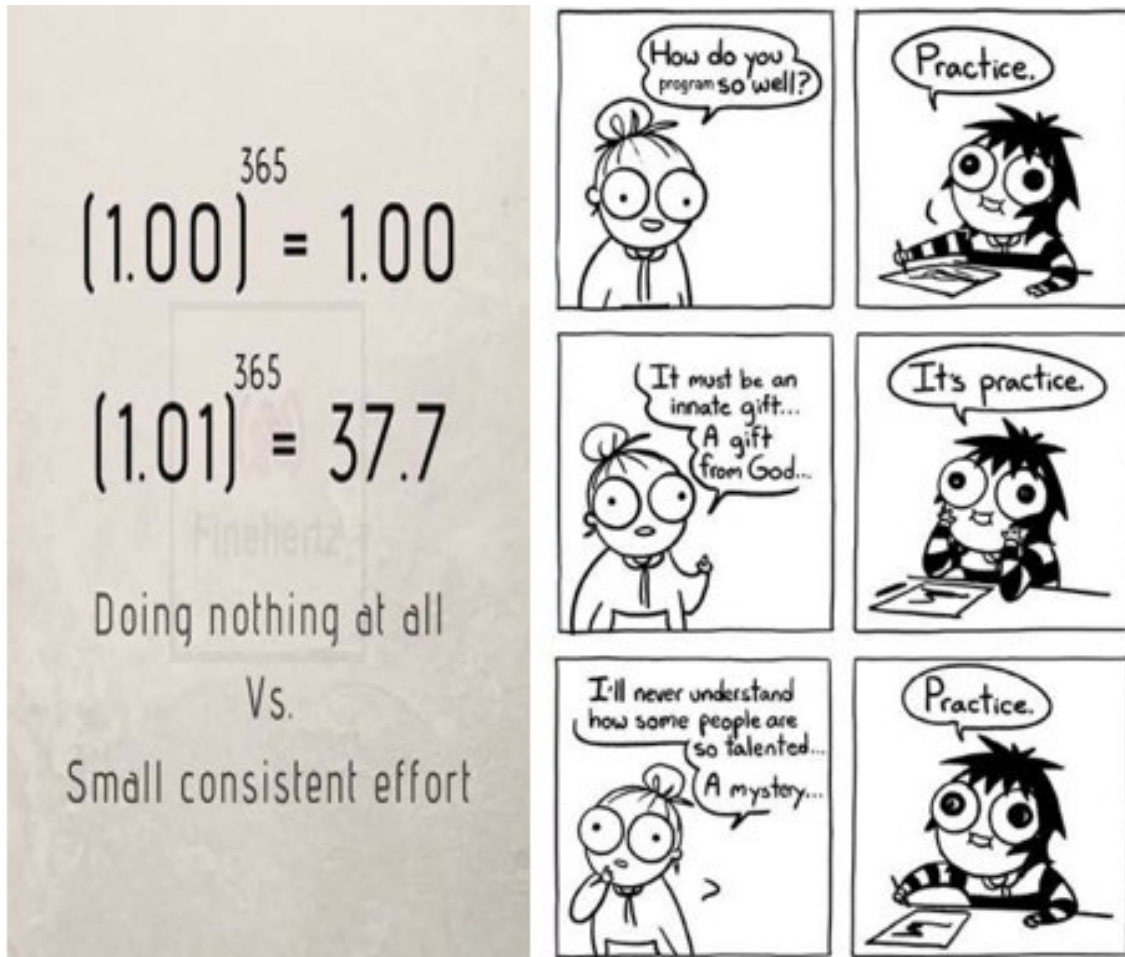 365
(1.00) = 1.00
365
(1.01) = 37.7
Finehertz
Doing nothing at all
Vs.
Small consistent effort
How do you
program so well?
Practice.
It must be an
innate gift...
A gift
from God...
It's practice.
I'll never understand
how some people are
so talented...
A mystery...
Practice.